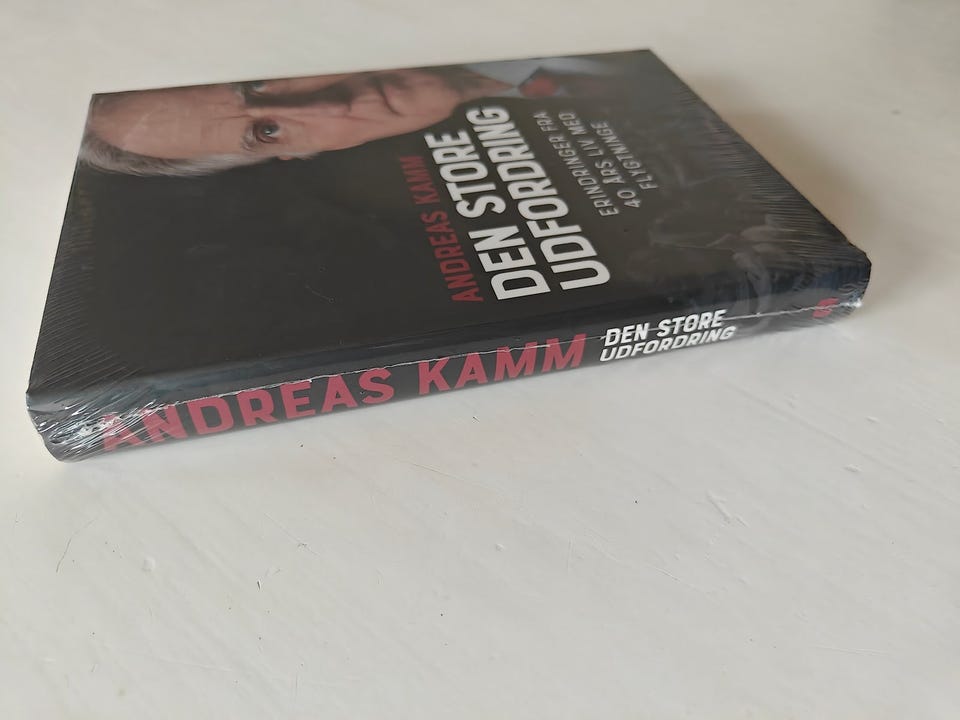 ANDREAS KAMM
DEN STORE
UDFORDRING
ERINDRINGER FRA
40 ÅRS LIV MED
FLYGTNINGE
ANDREAS KAMM
DEN STORE
UDFORDRING